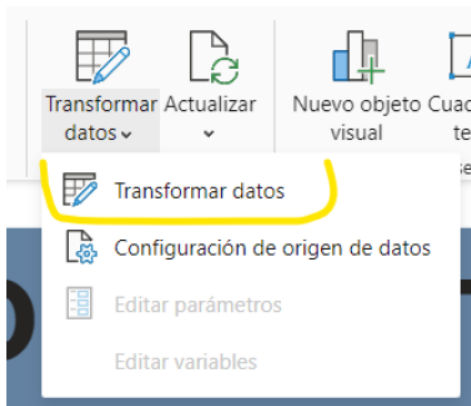 Transformar Actualizar Nuevo objeto
datos visual
Transformar datos
Configuración de origen de datos
Editar parámetros
Editar variables